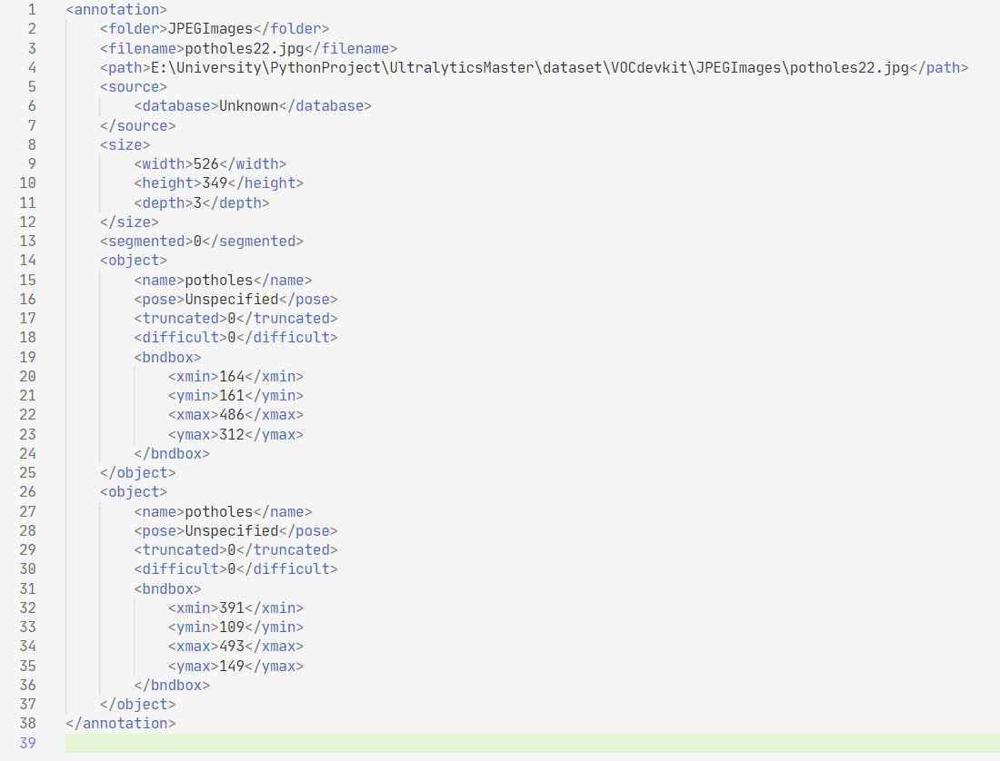 1 <annotation>
2     <folder>JPEGImages</folder>
3     <filename>potholes22.jpg</filename>
4     <path>E:\University\PythonProject\UltralyticsMaster\dataset\VOCdevkit\JPEGImages\potholes22.jpg</path>
5     <source>
6         <database>Unknown</database>
7     </source>
8     <size>
9         <width>526</width>
10         <height>349</height>
11         <depth>3</depth>
12     </size>
13     <segmented>0</segmented>
14     <object>
15         <name>potholes</name>
16         <pose>Unspecified</pose>
17         <truncated>0</truncated>
18         <difficult>0</difficult>
19         <bndbox>
20             <xmin>164</xmin>
21             <ymin>161</ymin>
22             <xmax>486</xmax>
23             <ymax>312</ymax>
24         </bndbox>
25     </object>
26     <object>
27         <name>potholes</name>
28         <pose>Unspecified</pose>
29         <truncated>0</truncated>
30         <difficult>0</difficult>
31         <bndbox>
32             <xmin>391</xmin>
33             <ymin>109</ymin>
34             <xmax>493</xmax>
35             <ymax>149</ymax>
36         </bndbox>
37     </object>
38 </annotation>
39